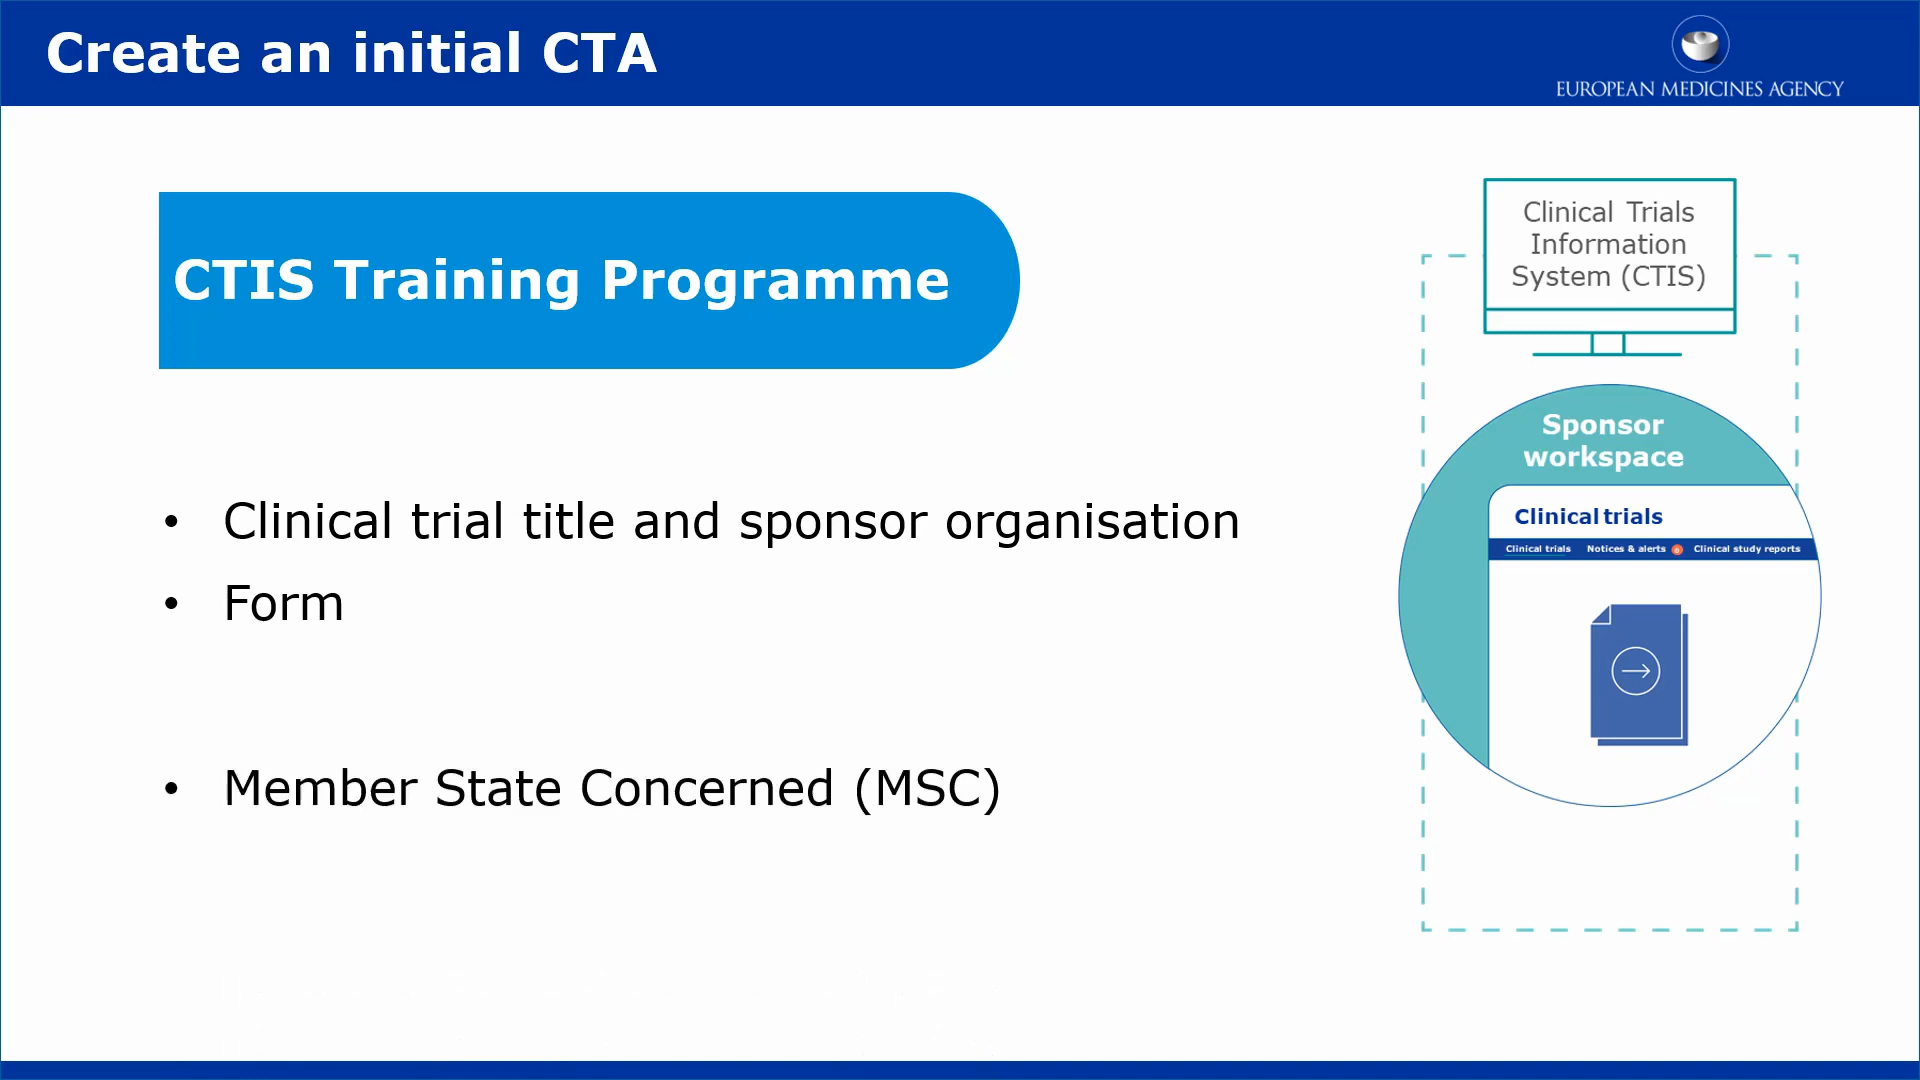 Create an initial CTA
EUROPEAN MEDICINES AGENCY
CTIS Training Programme
• Clinical trial title and sponsor organisation
• Form
• Member State Concerned (MSC)
Clinical Trials
Information
System (CTIS)
Sponsor
workspace
Clinical trials
Clinical trials Notices & alerts 0 Clinical study reports